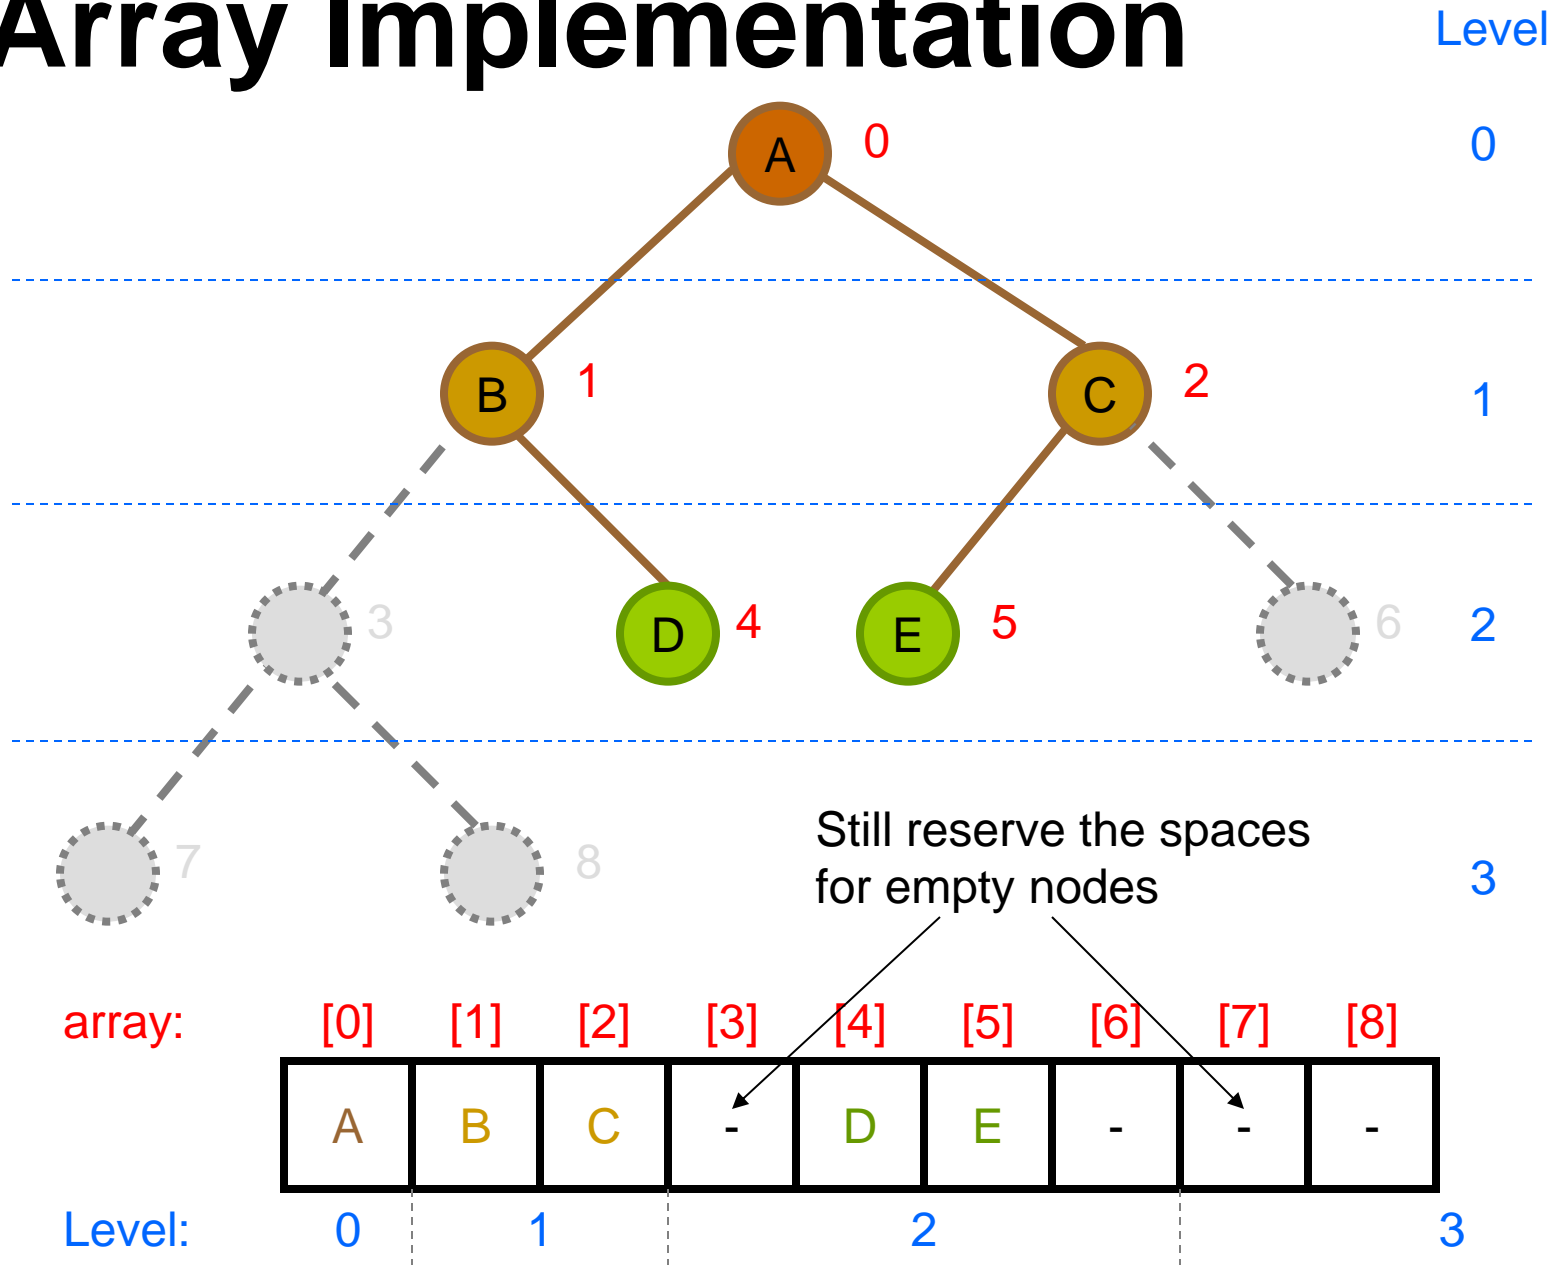 Array Implementation
Level
A 0 0
B 1 C 2 1
3 D 4 E 5 6 2
7 8 3
Still reserve the spaces
for empty nodes
array: [0] [1] [2] [3] [4] [5] [6] [7] [8]
A B C - D E - - -
Level: 0 1 2 3